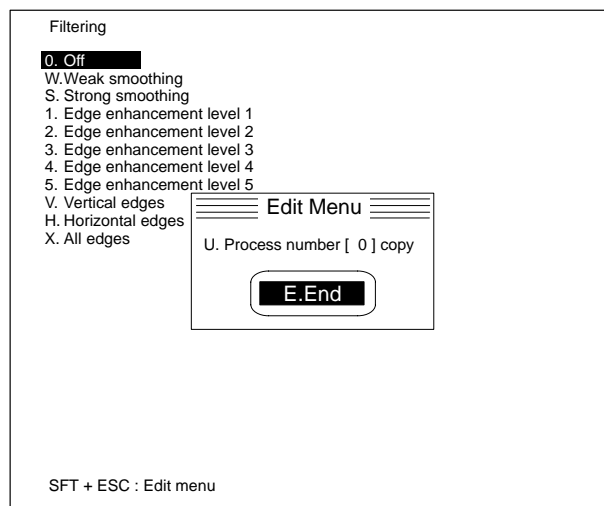 Filtering
0. Off
W.Weak smoothing
S. Strong smoothing
1. Edge enhancement level 1
2. Edge enhancement level 2
3. Edge enhancement level 3
4. Edge enhancement level 4
5. Edge enhancement level 5
V. Vertical edges
H. Horizontal edges
X. All edges
Edit Menu
U. Process number [ 0 ] copy
E.End
SFT + ESC : Edit menu